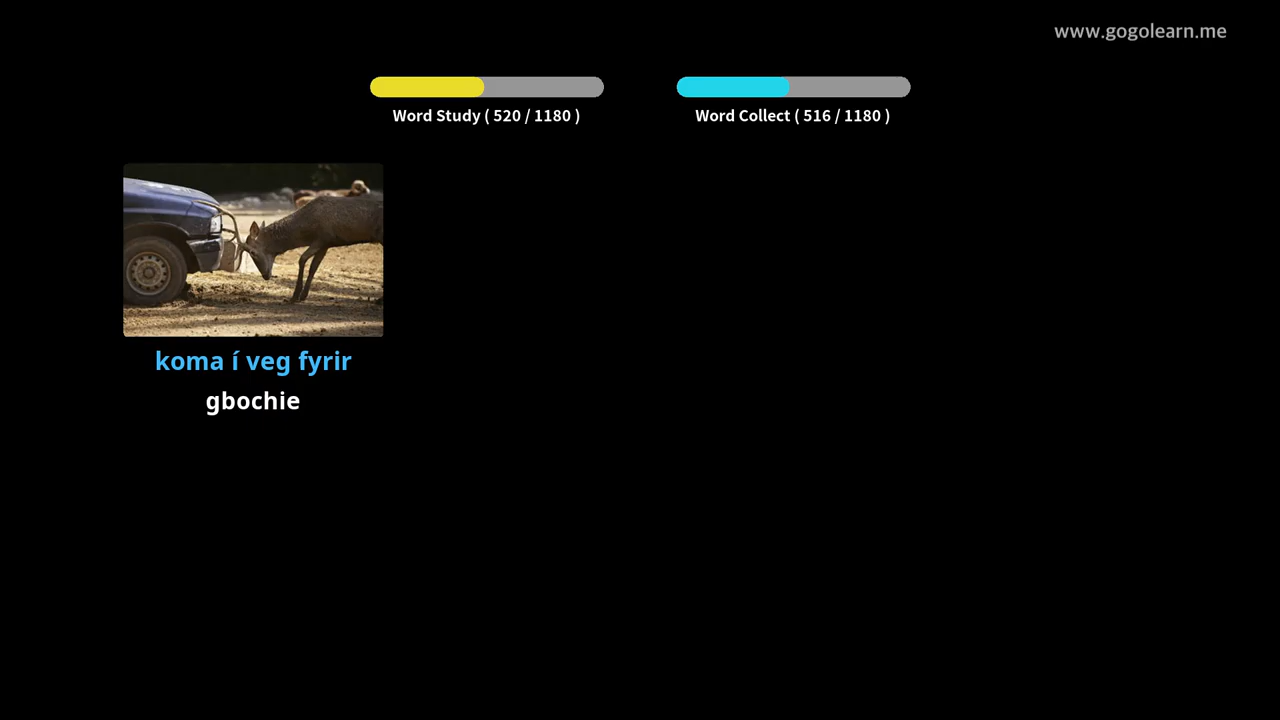 www.gogolearn.me
Word Study ( 520 / 1180 )
Word Collect ( 516 / 1180 )
koma í veg fyrir
gbochie